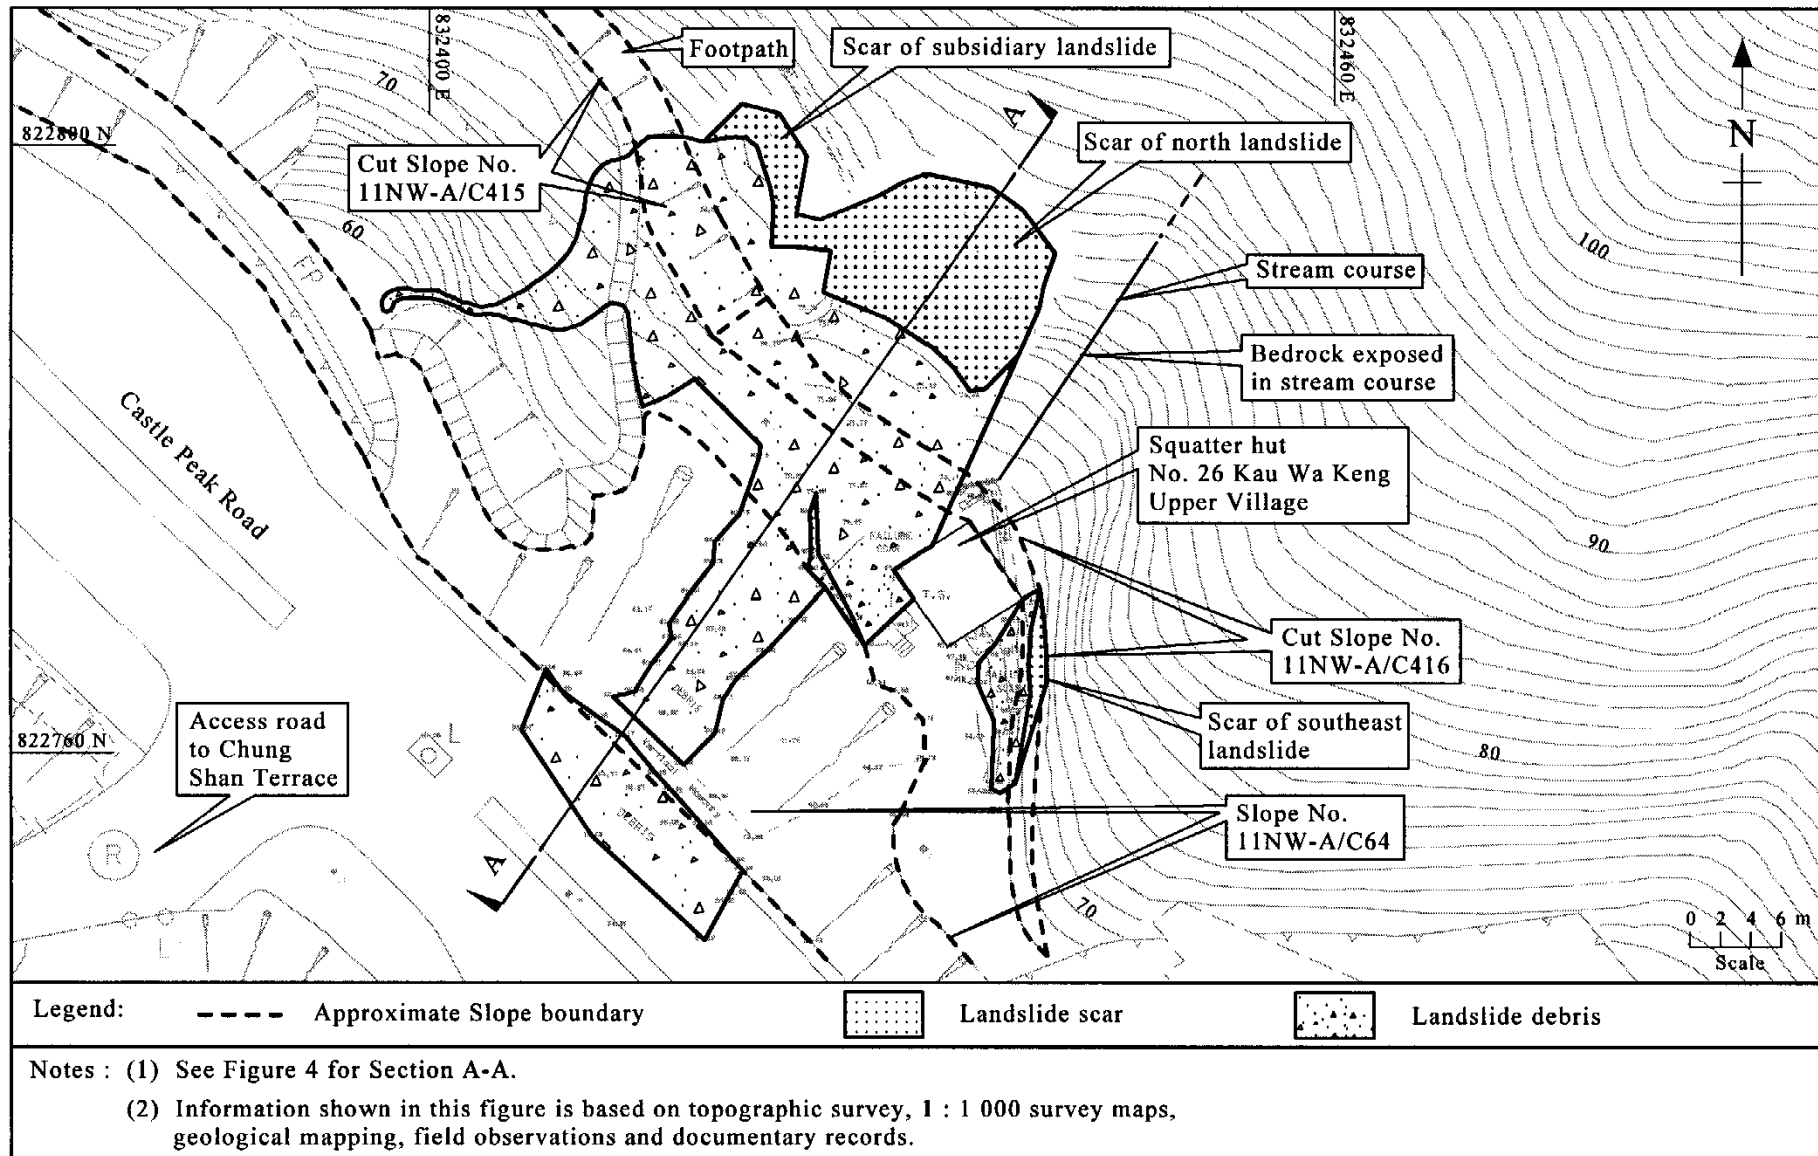 832400 E
832460 E
Footpath
Scar of subsidiary landslide
A
70
822800 N
N
Scar of north landslide
Cut Slope No.
11NW-A/C415
60
FP
100
Stream course
Bedrock exposed
in stream course
Castle Peak Road
Squatter hut
No. 26 Kau Wa Keng
Upper Village
FAILURE
90
T.S.
Cut Slope No.
11NW-A/C416
Access road
to Chung
Shan Terrace
822760 N
L
DEBRIS
Scar of southeast
landslide
80
DEBRIS
Slope No.
11NW-A/C64
R
A
70
L
0 2 4 6 m
Scale
Legend:
Approximate Slope boundary
Landslide scar
Landslide debris
Notes : (1) See Figure 4 for Section A-A.
(2) Information shown in this figure is based on topographic survey, 1 : 1 000 survey maps,
geological mapping, field observations and documentary records.